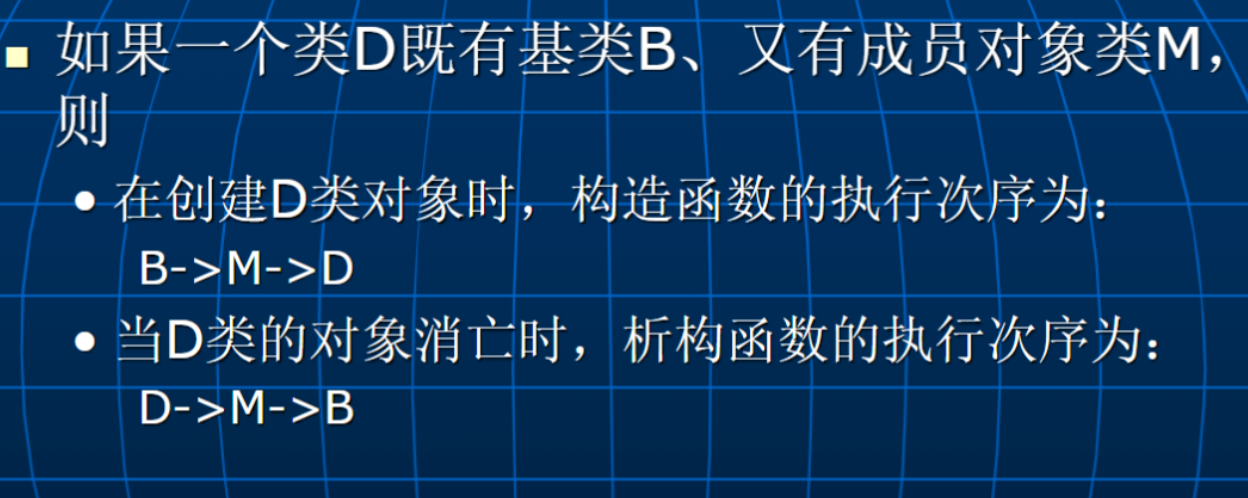 如果一个类D既有基类B、又有成员对象类M，
则
在创建D类对象时，构造函数的执行次序为：
B->M->D
当D类的对象消亡时，析构函数的执行次序为：
D->M->B